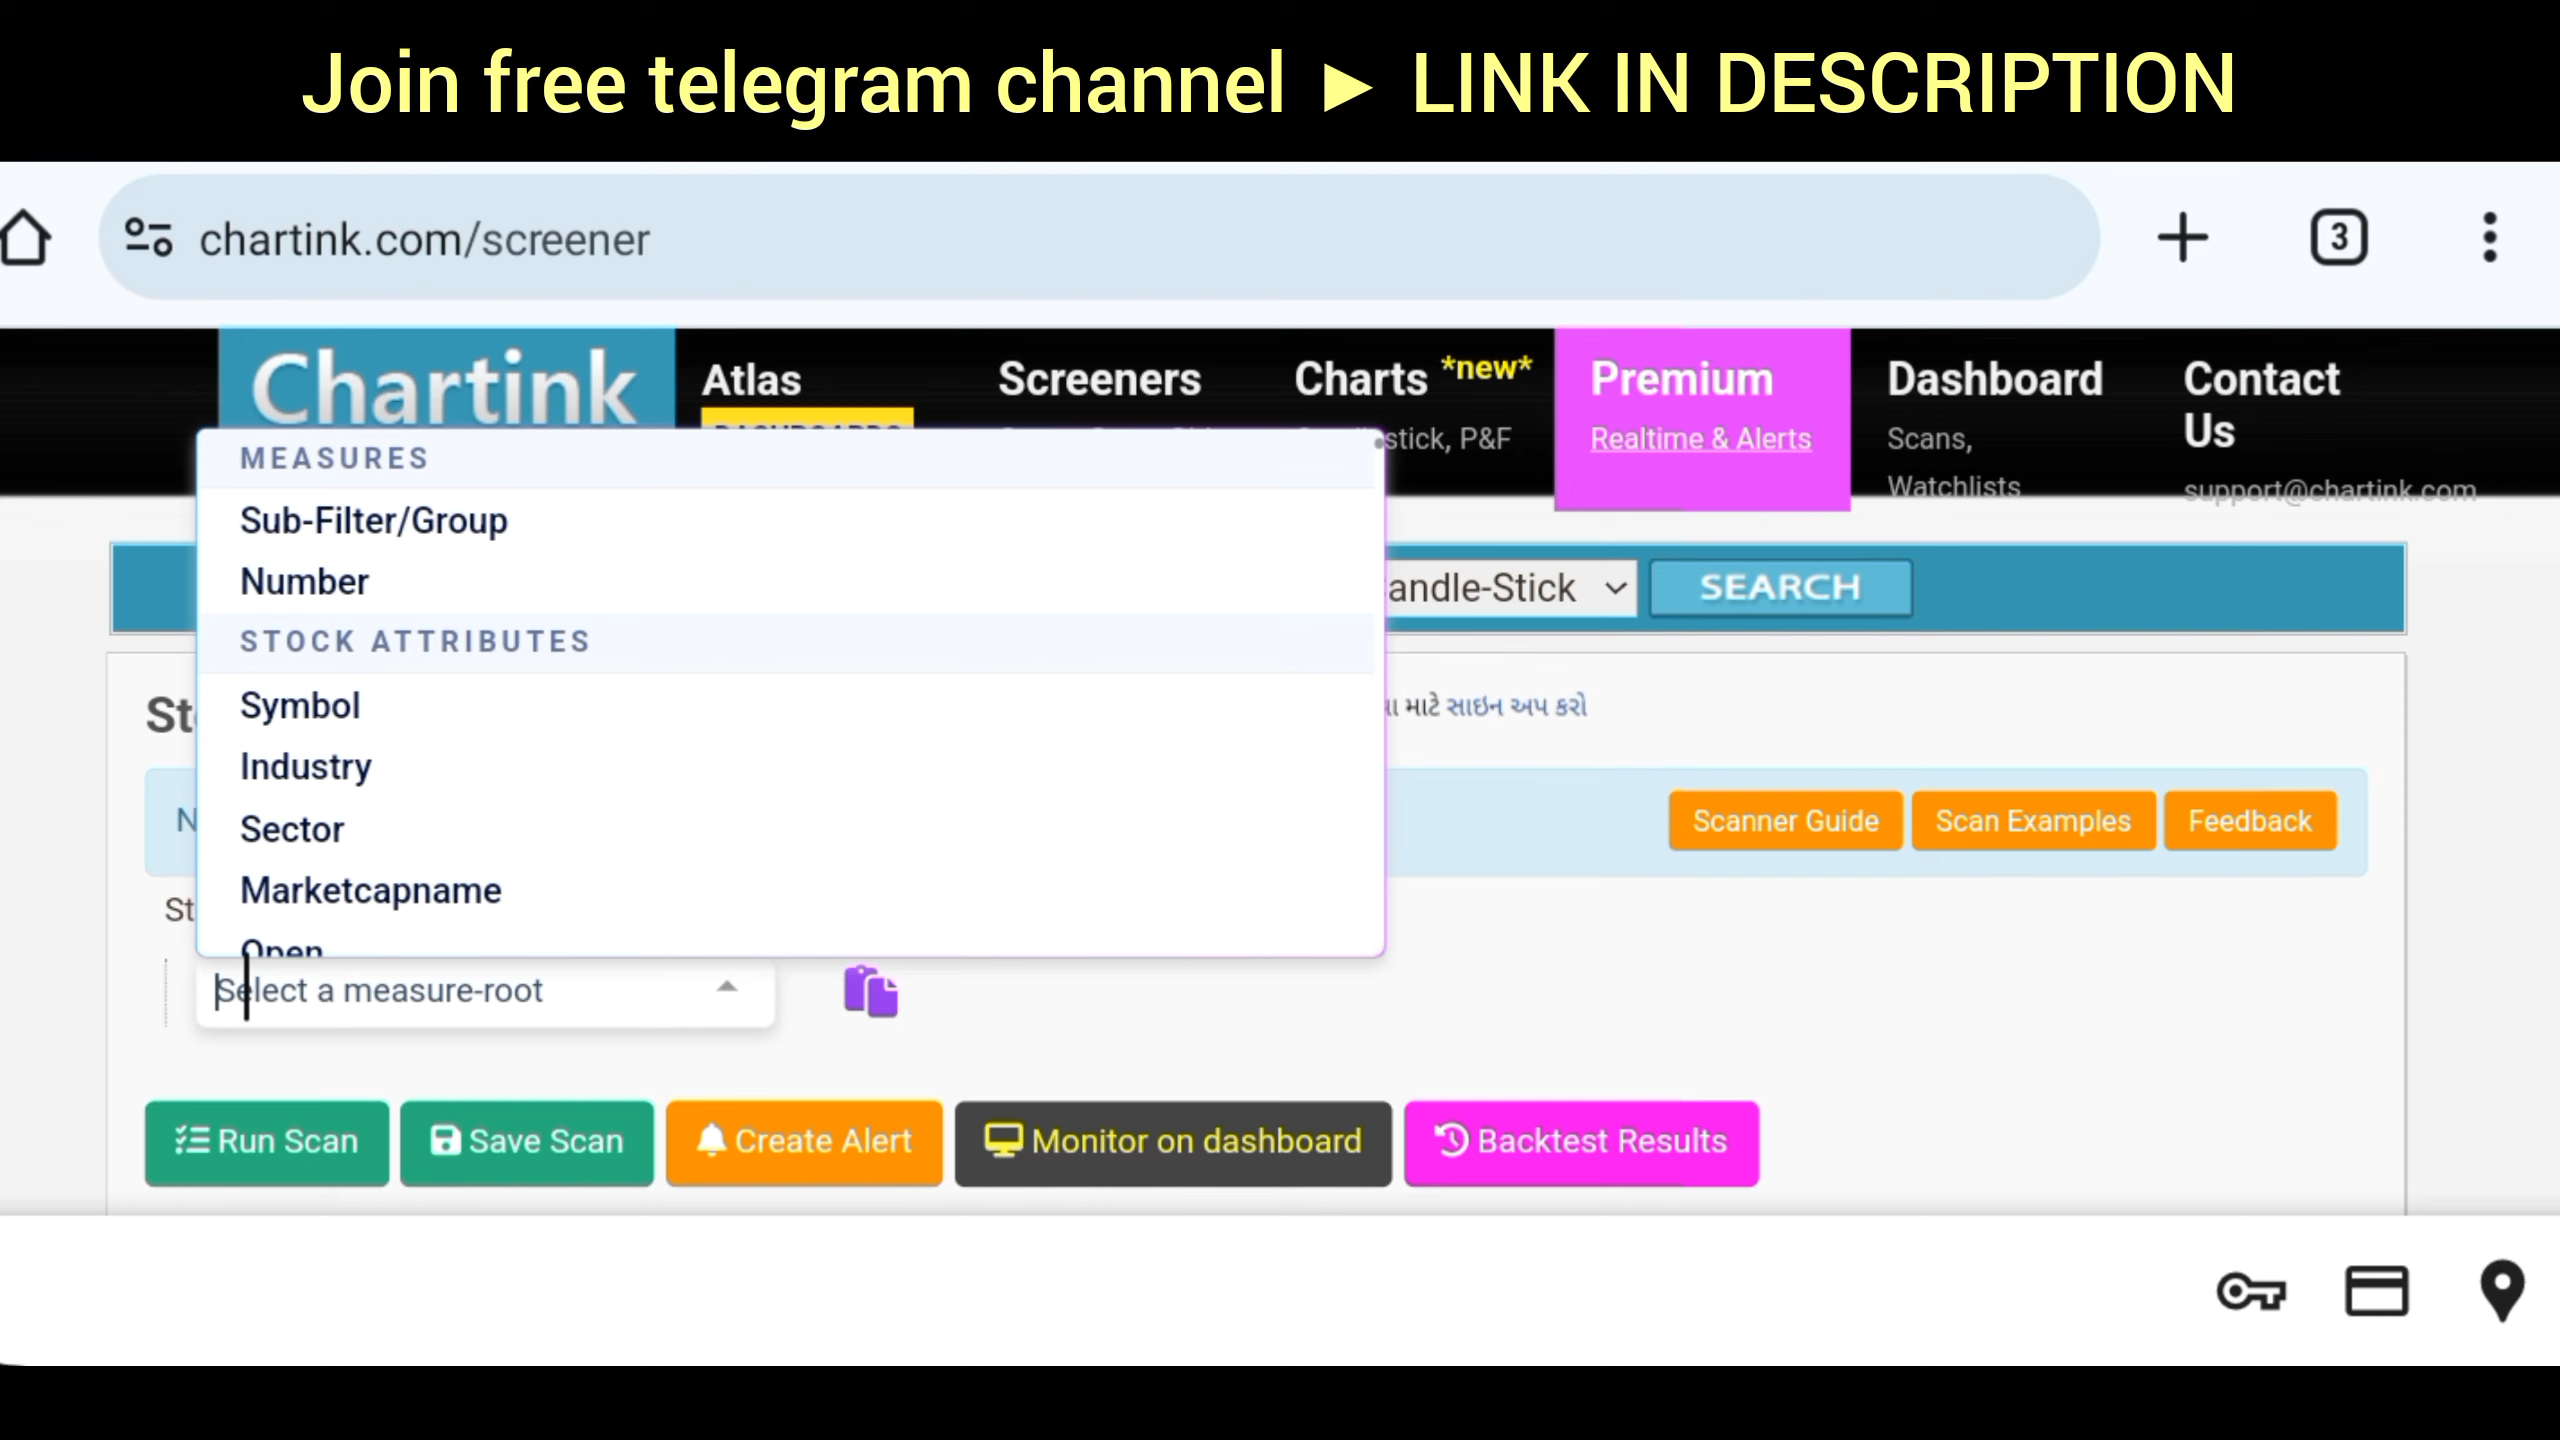 Join free telegram channel ► LINK IN DESCRIPTION
chartink.com/screener
3
Chartink
Atlas
Screeners
Charts *new*
Premium
Dashboard
Contact Us
stick, P&F
Realtime & Alerts
Scans,
Watchlists
support@chartink.com
MEASURES
Sub-Filter/Group
Number
STOCK ATTRIBUTES
Symbol
Industry
Sector
Marketcapname
Open
andle-Stick
SEARCH
St
માટે સાઇન અપ કરો
N
Scanner Guide
Scan Examples
Feedback
St
Select a measure-root
Run Scan
Save Scan
Create Alert
Monitor on dashboard
Backtest Results